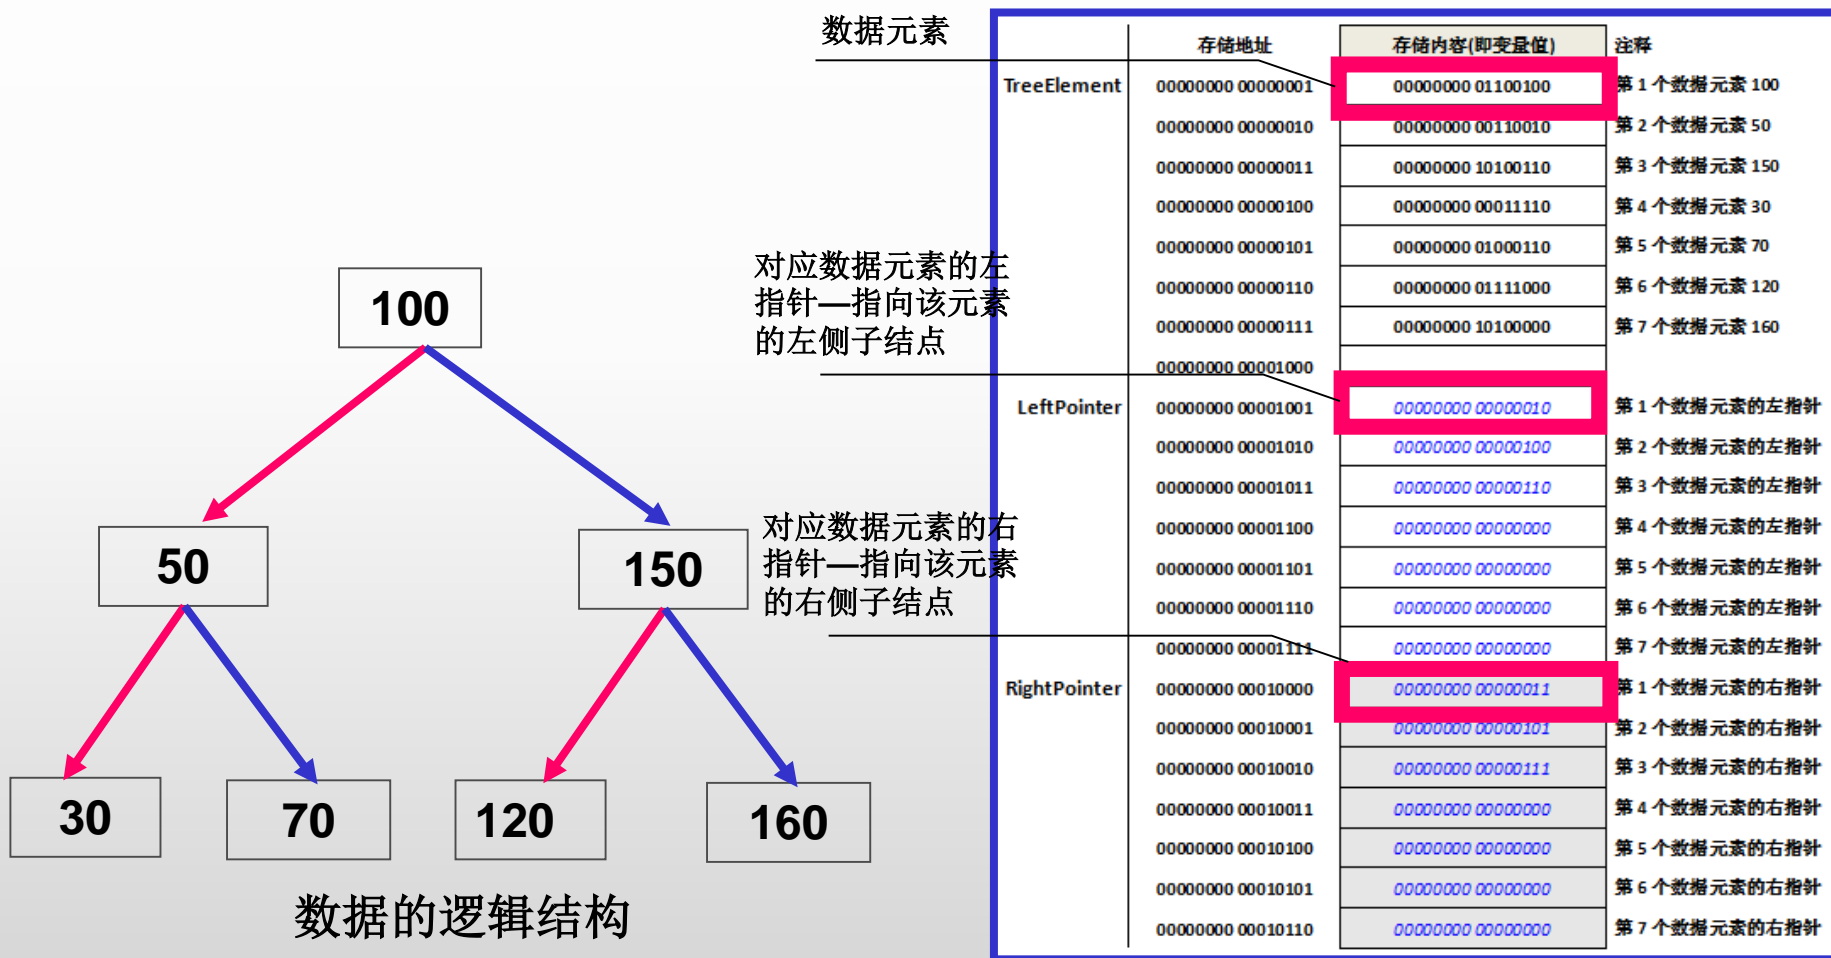 数据元素
对应数据元素的左
指针—指向该元素
的左侧子结点
对应数据元素的右
指针—指向该元素
的右侧子结点
100
50
150
30
70
120
160
数据的逻辑结构
存储地址 存储内容(即变量值) 注释
TreeElement 00000000 00000001 00000000 01100100 第 1 个数据元素 100
00000000 00000010 00000000 00110010 第 2 个数据元素 50
00000000 00000011 00000000 10100110 第 3 个数据元素 150
00000000 00000100 00000000 00011110 第 4 个数据元素 30
00000000 00000101 00000000 01000110 第 5 个数据元素 70
00000000 00000110 00000000 01111000 第 6 个数据元素 120
00000000 00000111 00000000 10100000 第 7 个数据元素 160
00000000 00001000
LeftPointer 00000000 00001001 00000000 00000010 第 1 个数据元素的左指针
00000000 00001010 00000000 00000100 第 2 个数据元素的左指针
00000000 00001011 00000000 00000110 第 3 个数据元素的左指针
00000000 00001100 00000000 00000000 第 4 个数据元素的左指针
00000000 00001101 00000000 00000000 第 5 个数据元素的左指针
00000000 00001110 00000000 00000000 第 6 个数据元素的左指针
00000000 00001111 00000000 00000000 第 7 个数据元素的左指针
RightPointer 00000000 00010000 00000000 00000011 第 1 个数据元素的右指针
00000000 00010001 00000000 00000101 第 2 个数据元素的右指针
00000000 00010010 00000000 00000111 第 3 个数据元素的右指针
00000000 00010011 00000000 00000000 第 4 个数据元素的右指针
00000000 00010100 00000000 00000000 第 5 个数据元素的右指针
00000000 00010101 00000000 00000000 第 6 个数据元素的右指针
00000000 00010110 00000000 00000000 第 7 个数据元素的右指针